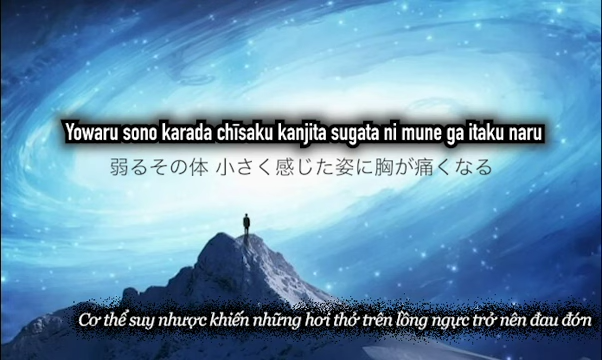 Yowaru sono karada chīsaku kanjita sugata ni mune ga itaku naru
弱るその体 小さく感じた姿に胸が痛くなる
Cơ thể suy nhược khiến những hơi thở trên lồng ngực trở nên đau đớn